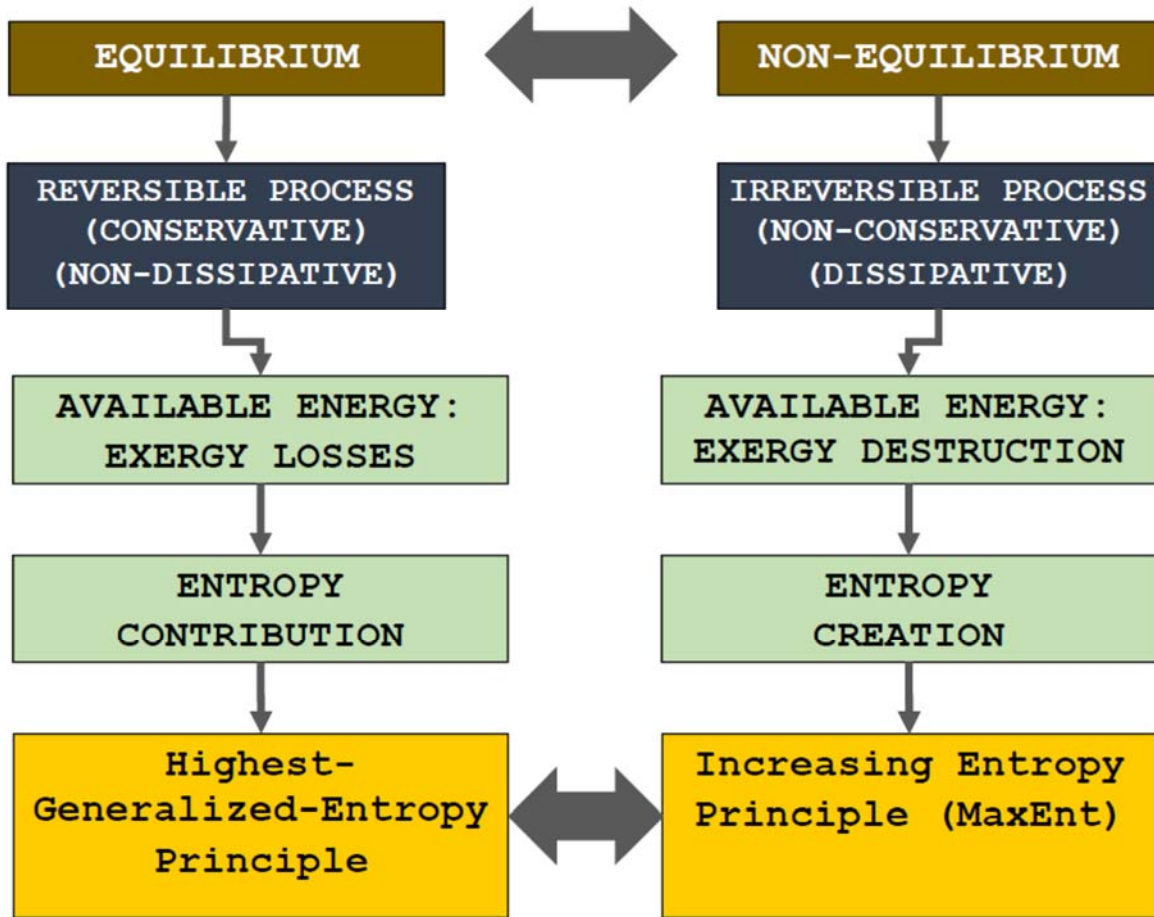 EQUILIBRIUM
NON-EQUILIBRIUM
REVERSIBLE PROCESS
(CONSERVATIVE)
(NON-DISSIPATIVE)
IRREVERSIBLE PROCESS
(NON-CONSERVATIVE)
(DISSIPATIVE)
AVAILABLE ENERGY:
EXERGY LOSSES
AVAILABLE ENERGY:
EXERGY DESTRUCTION
ENTROPY
CONTRIBUTION
ENTROPY
CREATION
Highest-
Generalized-Entropy
Principle
Increasing Entropy
Principle (MaxEnt)